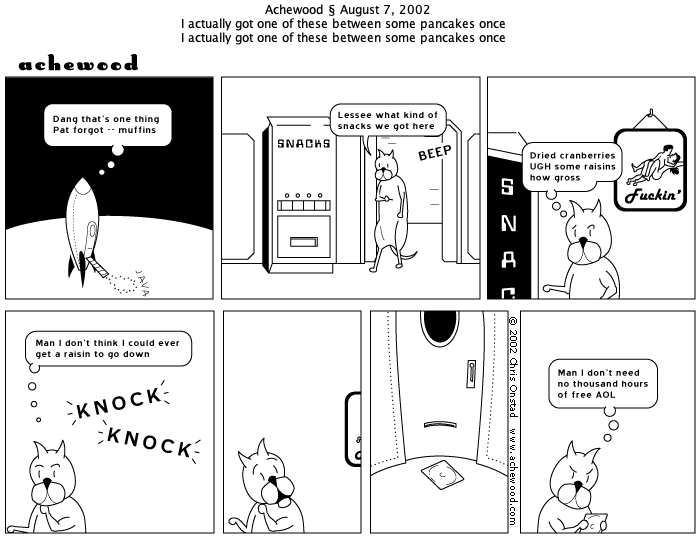 Achewood § August 7, 2002
I actually got one of these between some pancakes once
I actually got one of these between some pancakes once
achewood
Dang that's one thing
Pat forgot -- muffins
JAVA
Lessee what kind of
snacks we got here
SNACKS
BEEP
Dried cranberries
UGH some raisins
how gross
SNAC
Fuckin'
Man I don't think I could ever
get a raisin to go down
KNOCK
KNOCK
© 2002 Chris Onstad www.achewood.com
Man I don't need
no thousand hours
of free AOL
C